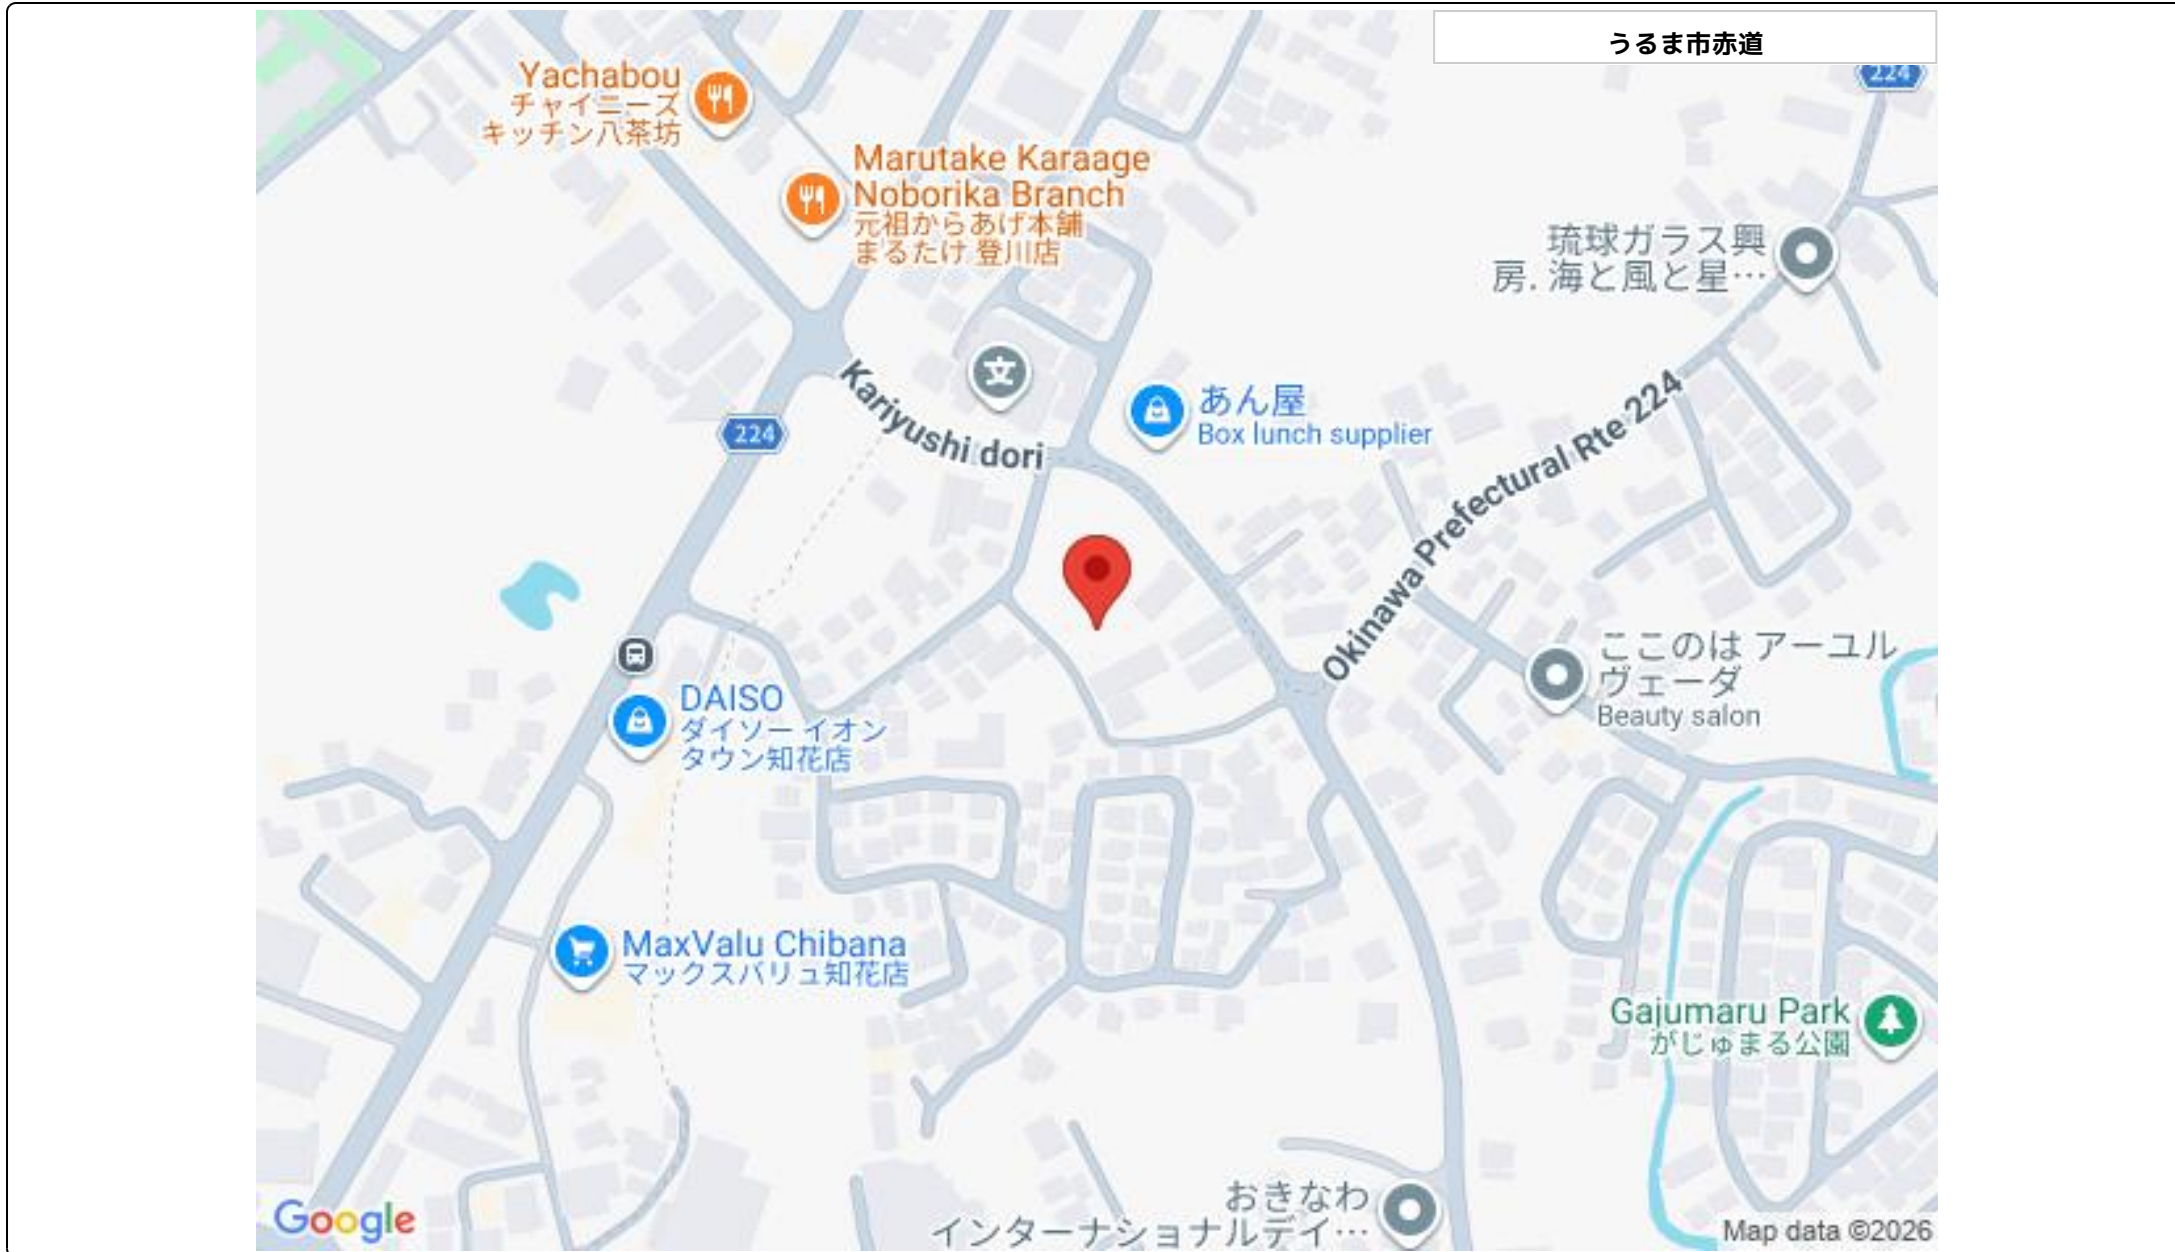 うるま市赤道
224
Yachabou
チャイニーズ
キッチン八茶坊
Marutake Karaage
Noborika Branch
元祖からあげ本舗
まるたけ 登川店
琉球ガラス興
房. 海と風と星…
文
Kariyushi dori
あん屋
Box lunch supplier
224
Okinawa Prefectural Rte 224
ここのは アーユル
ヴェーダ
Beauty salon
DAISO
ダイソー イオン
タウン知花店
MaxValu Chibana
マックスバリュ知花店
Gajumaru Park
がじゅまる公園
おきなわ
インターナショナルデイ…
Google
Map data ©2026